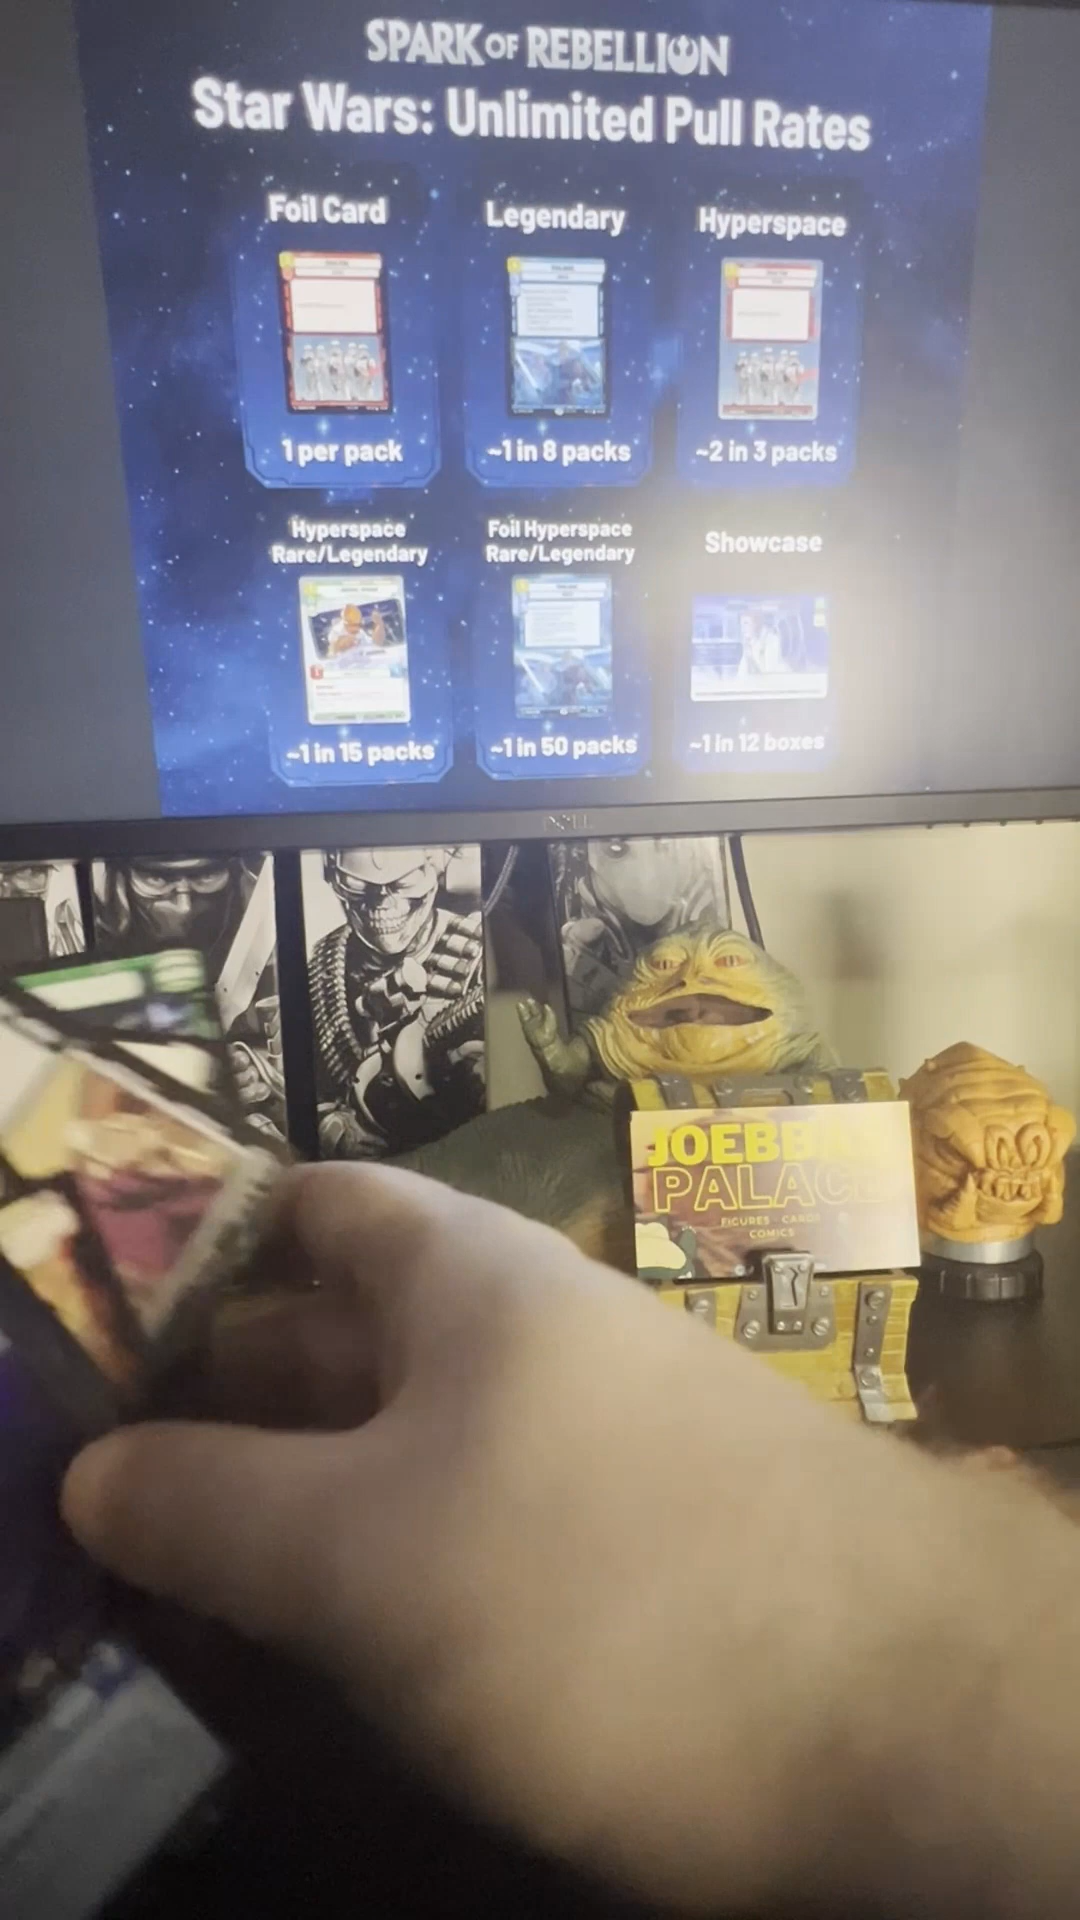 SPARK OF REBELLION
Star Wars: Unlimited Pull Rates
Foil Card
Legendary
Hyperspace
1 per pack
~1 in 8 packs
~2 in 3 packs
Hyperspace
Rare/Legendary
Foil Hyperspace
Rare/Legendary
Showcase
~1 in 15 packs
~1 in 50 packs
~1 in 12 boxes
DELL
PALACE
FIGURES · CARDS
COMICS